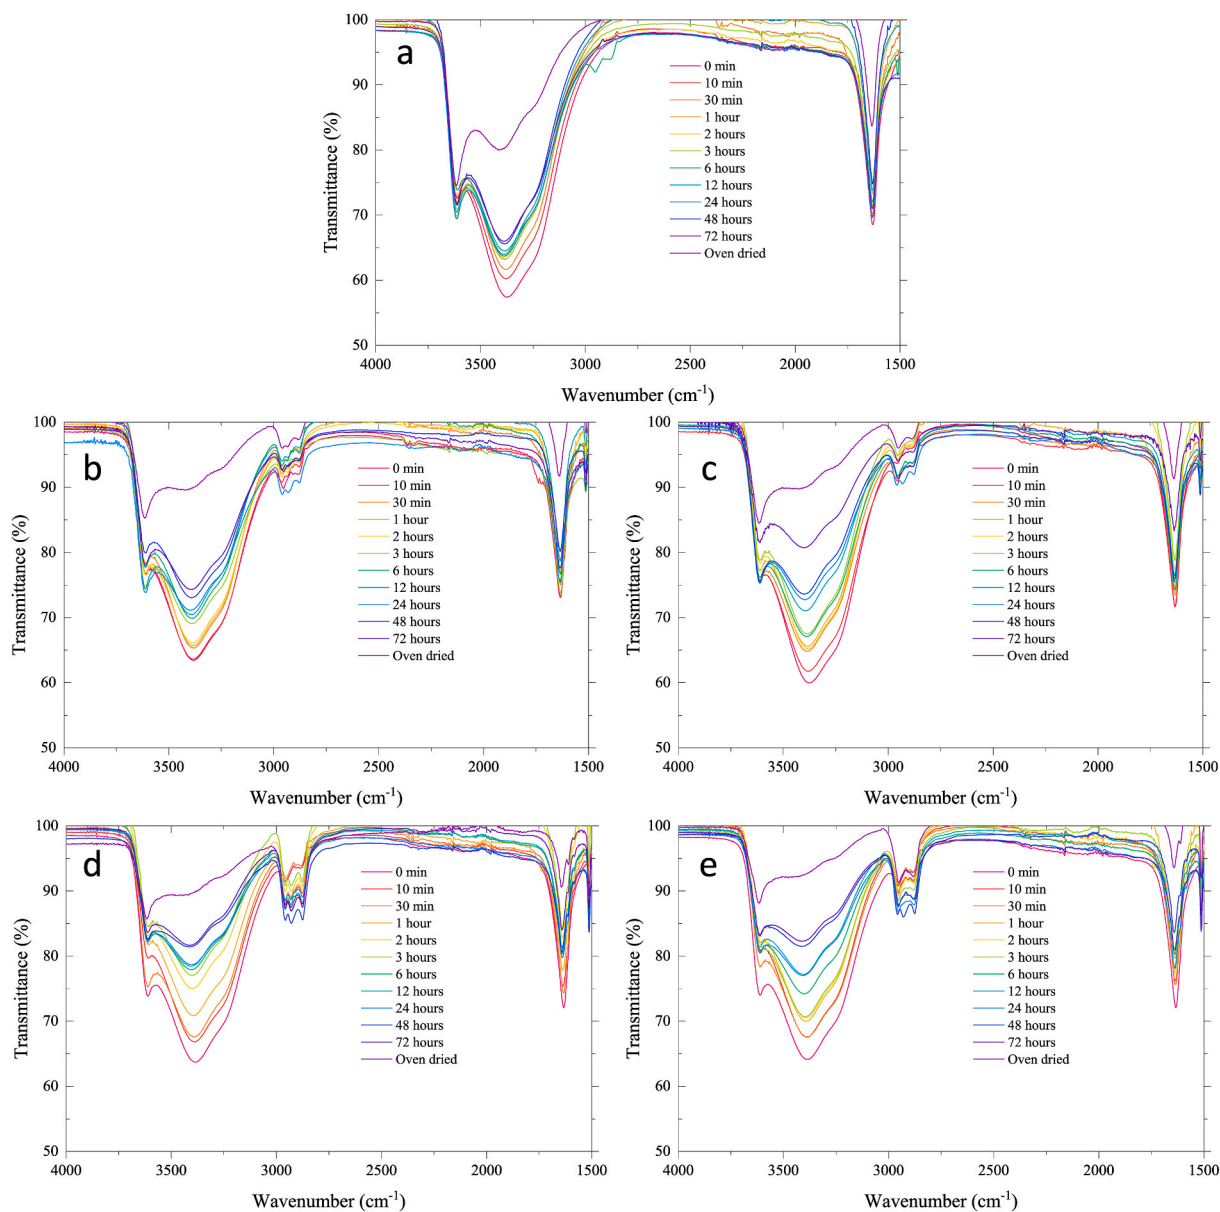 a
100
90
80
70
60
50
Transmittance (%)
0 min
10 min
30 min
1 hour
2 hours
3 hours
6 hours
12 hours
24 hours
48 hours
72 hours
Oven dried
4000 3500 3000 2500 2000 1500
Wavenumber (cm⁻¹)
b
100
90
80
70
60
50
Transmittance (%)
0 min
10 min
30 min
1 hour
2 hours
3 hours
6 hours
12 hours
24 hours
48 hours
72 hours
Oven dried
4000 3500 3000 2500 2000 1500
Wavenumber (cm⁻¹)
c
100
90
80
70
60
50
Transmittance (%)
0 min
10 min
30 min
1 hour
2 hours
3 hours
6 hours
12 hours
24 hours
48 hours
72 hours
Oven dried
4000 3500 3000 2500 2000 1500
Wavenumber (cm⁻¹)
d
100
90
80
70
60
50
Transmittance (%)
0 min
10 min
30 min
1 hour
2 hours
3 hours
6 hours
12 hours
24 hours
48 hours
72 hours
Oven dried
4000 3500 3000 2500 2000 1500
Wavenumber (cm⁻¹)
e
100
90
80
70
60
50
Transmittance (%)
0 min
10 min
30 min
1 hour
2 hours
3 hours
6 hours
12 hours
24 hours
48 hours
72 hours
Oven dried
4000 3500 3000 2500 2000 1500
Wavenumber (cm⁻¹)